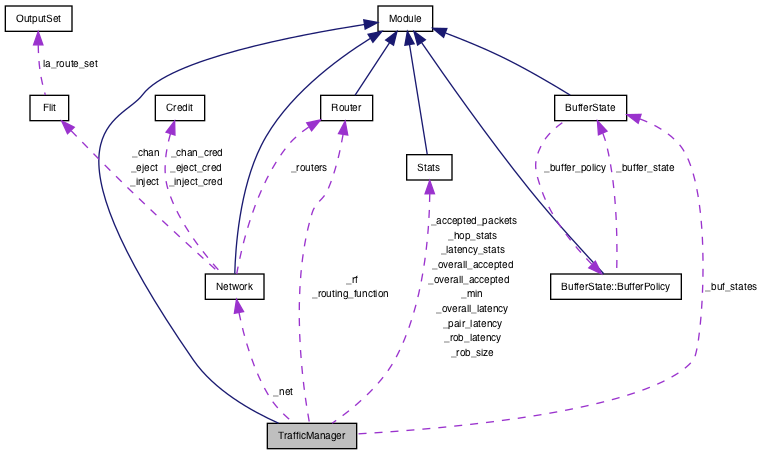 OutputSet
Module
la_route_set
Flit
Credit
Router
BufferState
_chan
_eject
_inject
_chan_cred
_eject_cred
_inject_cred
_routers
Stats
_buffer_policy
_buffer_state
_accepted_packets
_hop_stats
_latency_stats
_overall_accepted
_overall_accepted
_min
_overall_latency
_pair_latency
_rob_latency
_rob_size
_rf
_routing_function
Network
BufferState::BufferPolicy
_buf_states
_net
TrafficManager